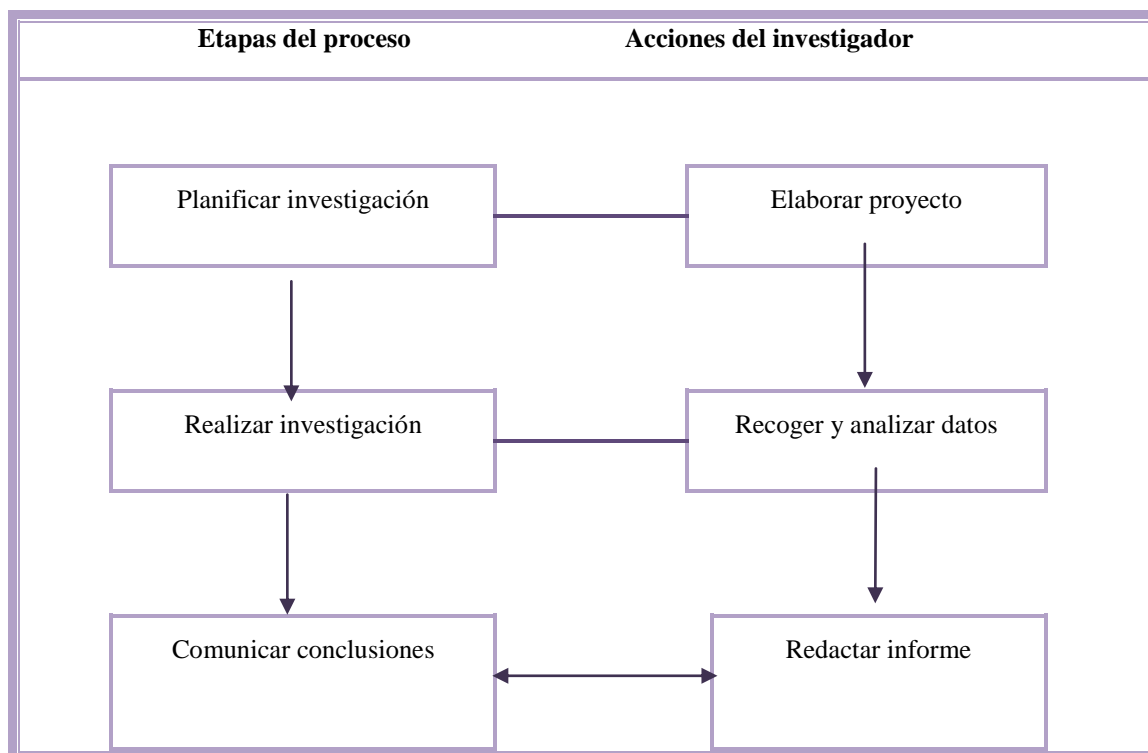 Etapas del proceso Acciones del investigador
Planificar investigación Elaborar proyecto
Realizar investigación Recoger y analizar datos
Comunicar conclusiones Redactar informe